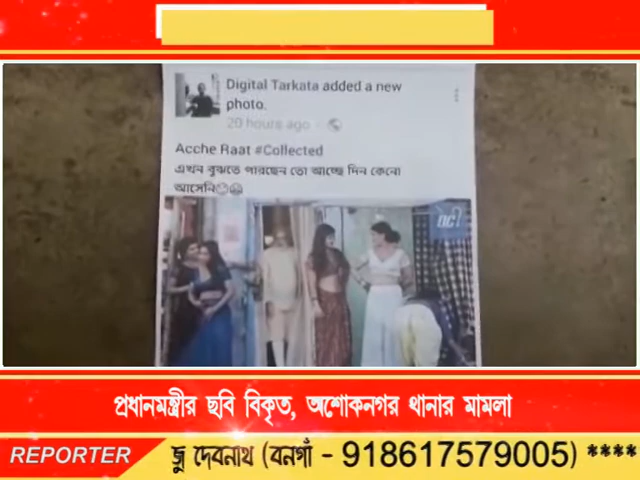 Digital Tarkata added a new
photo.
20 hours ago
Acche Raat #Collected
এখন বুঝতে পারছেন তো আচ্ছে দিন কেনো
আসেনি
প্রধানমন্ত্রীর ছবি বিকৃত, অশোকনগর থানার মামলা
REPORTER
জু দেবনাথ (বনগাঁ - 918617579005) ****